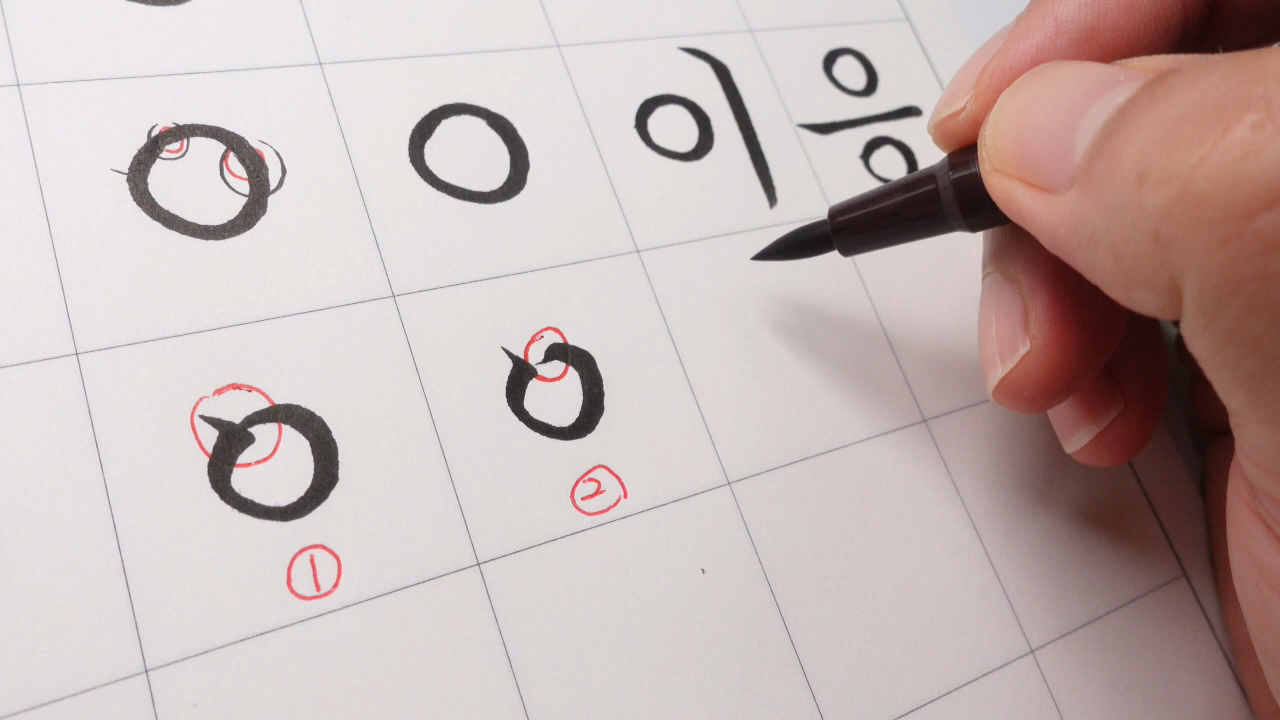 ㅇ ㅇ 이 응
ㅇ ㅇ
① ②